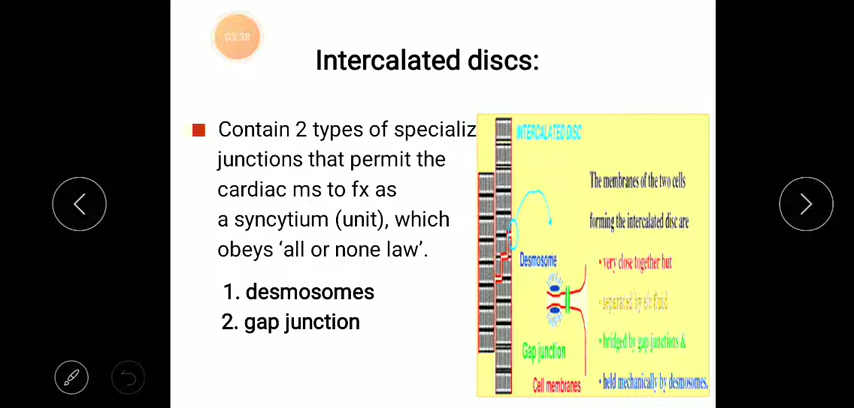 03:38
Intercalated discs:
Contain 2 types of specializ
junctions that permit the
cardiac ms to fx as
a syncytium (unit), which
obeys ‘all or none law’.
1. desmosomes
2. gap junction
INTERCALATED DISC
The membranes of the two cells
forming the intercalated disc are
• very close together but
• separated by fluid
• bridged by gap junctions &
• held mechanically by desmosomes.
Desmosome
Gap junction
Cell membranes